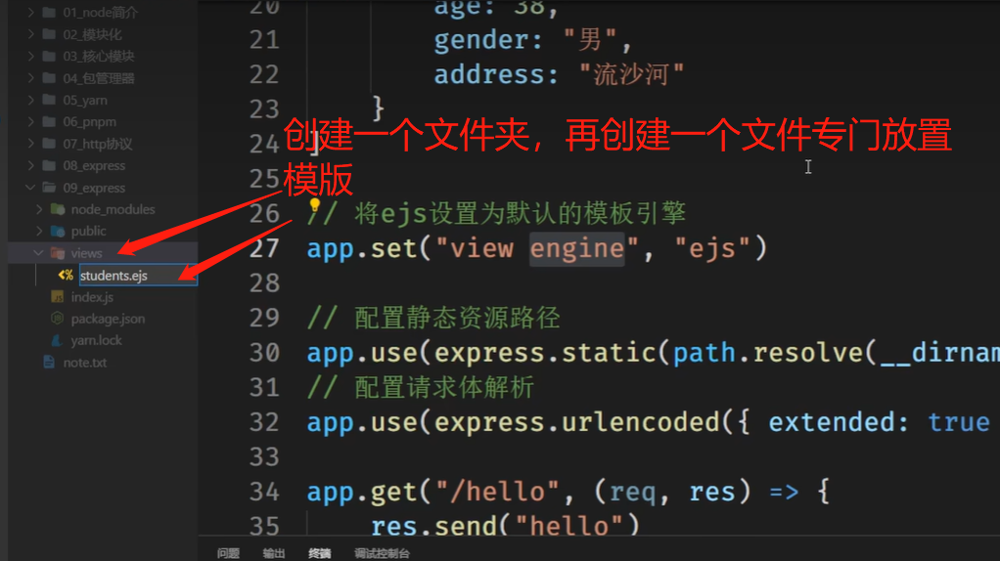 01_node简介
02_模块化
03_核心模块
04_包管理器
05_yarn
06_pnpm
07_http协议
08_express
09_express
node_modules
public
views
students.ejs
index.js
package.json
yarn.lock
note.txt
20 age: 38,
21 gender: "男",
22 address: "流沙河"
23 }
24 ]
25
26 // 将ejs设置为默认的模板引擎
27 app.set("view engine", "ejs")
28
29 // 配置静态资源路径
30 app.use(express.static(path.resolve(__dirnam
31 // 配置请求体解析
32 app.use(express.urlencoded({ extended: true
33
34 app.get("/hello", (req, res) => {
35 res.send("hello")
创建一个文件夹，再创建一个文件专门放置
模版
问题 输出 终端 调试控制台